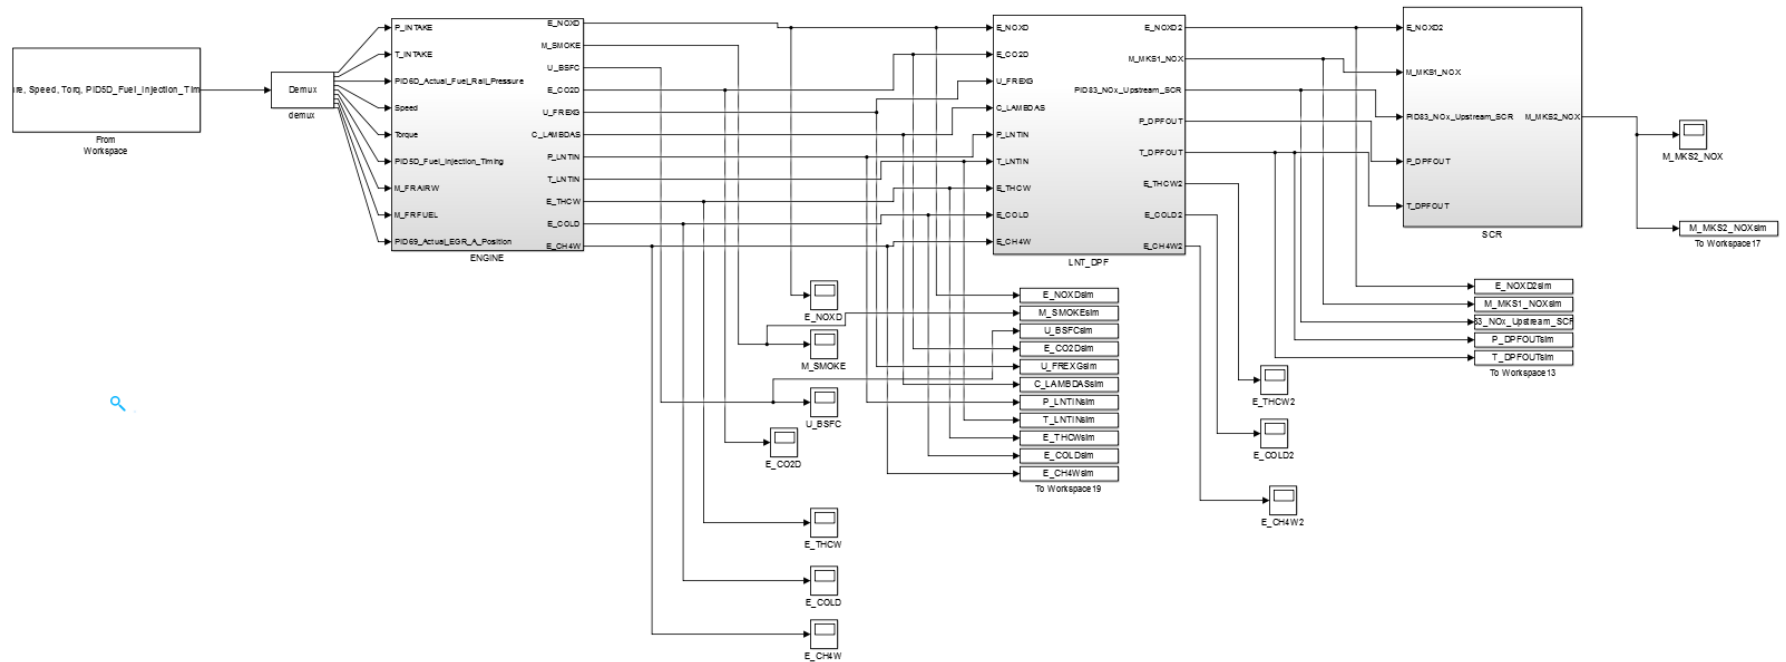 ire, Speed, Torq, PID5D_Fuel_Injection_Tim
From
Workspace
Demux
demux
P_INTAKE
T_INTAKE
PID6D_Actual_Fuel_Rail_Pressure
Speed
Torque
PID5D_Fuel_Injection_Timing
M_FRAIRW
M_FRFUEL
PID69_Actual_EGR_A_Position
E_NOXD
M_SMOKE
U_BSFC
E_CO2D
U_FREXG
C_LAMBDAS
P_LNTIN
T_LNTIN
E_THCW
E_COLD
E_CH4W
ENGINE
E_NOXD
E_CO2D
U_FREXG
C_LAMBDAS
P_LNTIN
T_LNTIN
E_THCW
E_COLD
E_CH4W
E_NOXD2
M_MKS1_NOX
PID83_NOx_Upstream_SCR
P_DPFOUT
T_DPFOUT
E_THCW2
E_COLD2
E_CH4W2
LNT_DPF
E_NOXD2
M_MKS1_NOX
PID83_NOx_Upstream_SCR
P_DPFOUT
T_DPFOUT
M_MKS2_NOX
SCR
M_MKS2_NOX
M_MKS2_NOXsim
To Workspace17
E_NOXD
M_SMOKE
U_BSFC
E_CO2D
E_THCW
E_COLD
E_CH4W
E_NOXDsim
M_SMOKEsim
U_BSFCsim
E_CO2Dsim
U_FREXGsim
C_LAMBDASsim
P_LNTINsim
T_LNTINsim
E_THCWsim
E_COLDsim
E_CH4Wsim
To Workspace19
E_THCW2
E_COLD2
E_CH4W2
E_NOXD2sim
M_MKS1_NOXsim
83_NOx_Upstream_SCR
P_DPFOUTsim
T_DPFOUTsim
To Workspace13